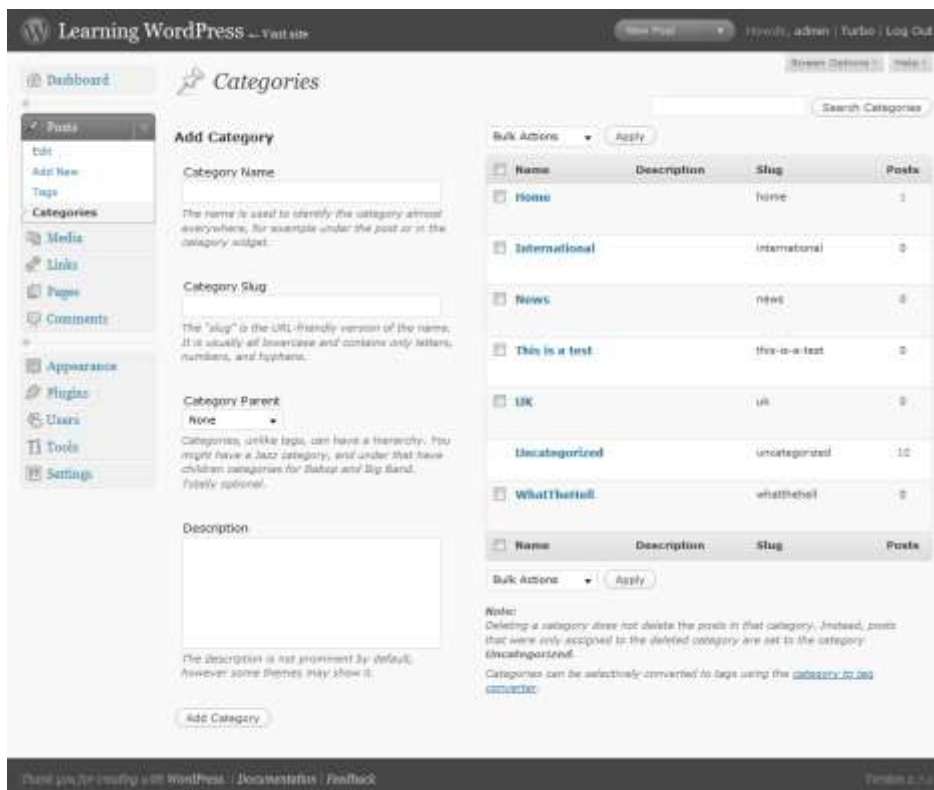 Learning WordPress ← Visit site
New Post
Howdy, admin | Turbo | Log Out
Screen Options
Help
Dashboard
Categories
Search Categories
Posts
Edit
Add New
Tags
Categories
Media
Links
Pages
Comments
Appearance
Plugins
Users
Tools
Settings
Add Category
Category Name
The name is used to identify the category almost
everywhere, for example under the post or in the
category widget.
Category Slug
The "slug" is the URL-friendly version of the name.
It is usually all lowercase and contains only letters,
numbers, and hyphens.
Category Parent
None
Categories, unlike tags, can have a hierarchy. You
might have a Jazz category, and under that have
children categories for Bebop and Big Band.
Totally optional.
Description
The description is not prominent by default,
however some themes may show it.
Add Category
Bulk Actions Apply
Name Description Slug Posts
Home home 1
International international 0
News news 0
This is a test this-is-a-test 0
UK uk 0
Uncategorized uncategorized 10
WhatTheHell whatthehell 0
Name Description Slug Posts
Bulk Actions Apply
Note:
Deleting a category does not delete the posts in that category. Instead, posts
that were only assigned to the deleted category are set to the category
Uncategorized.
Categories can be selectively converted to tags using the category to tag
converter.
Thank you for creating with WordPress. | Documentation | Feedback
Version